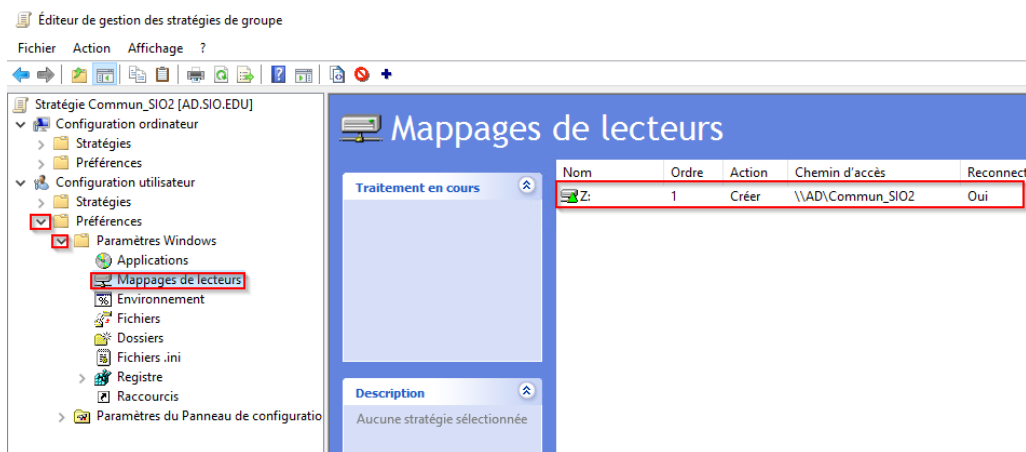 Éditeur de gestion des stratégies de groupe
Fichier Action Affichage ?
Stratégie Commun_SIO2 [AD.SIO.EDU]
Configuration ordinateur
Stratégies
Préférences
Configuration utilisateur
Stratégies
Préférences
Paramètres Windows
Applications
Mappages de lecteurs
Environnement
Fichiers
Dossiers
Fichiers .ini
Registre
Raccourcis
Paramètres du Panneau de configuratio
Mappages de lecteurs
Traitement en cours
Description
Aucune stratégie sélectionnée
Nom Ordre Action Chemin d'accès Reconnect
Z: 1 Créer \\AD\Commun_SIO2 Oui